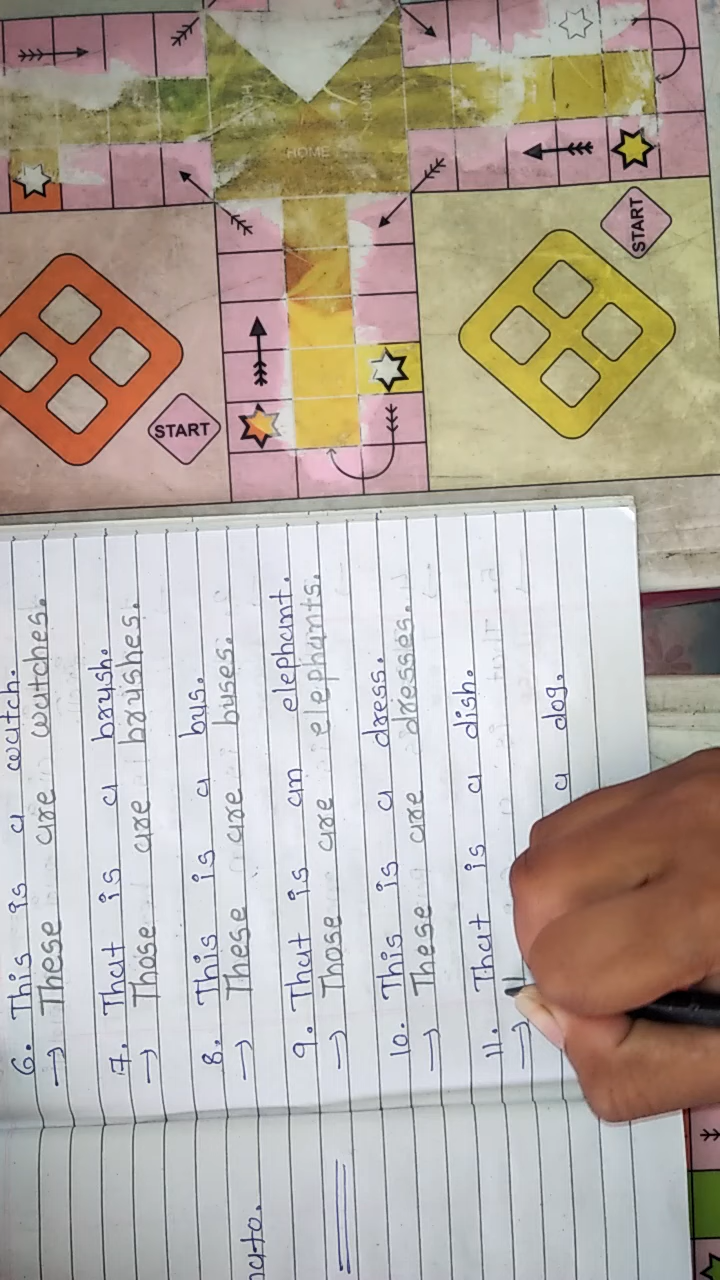 HOME
HOME
START
START
6. This is a watch.
→ These are watches.
7. That is a brush.
→ Those are brushes.
8. This is a bus.
→ These are buses.
9. That is an elephant.
→ Those are elephants.
10. This is a dress.
→ These are dresses.
11. That is a dish.
→
a dog.